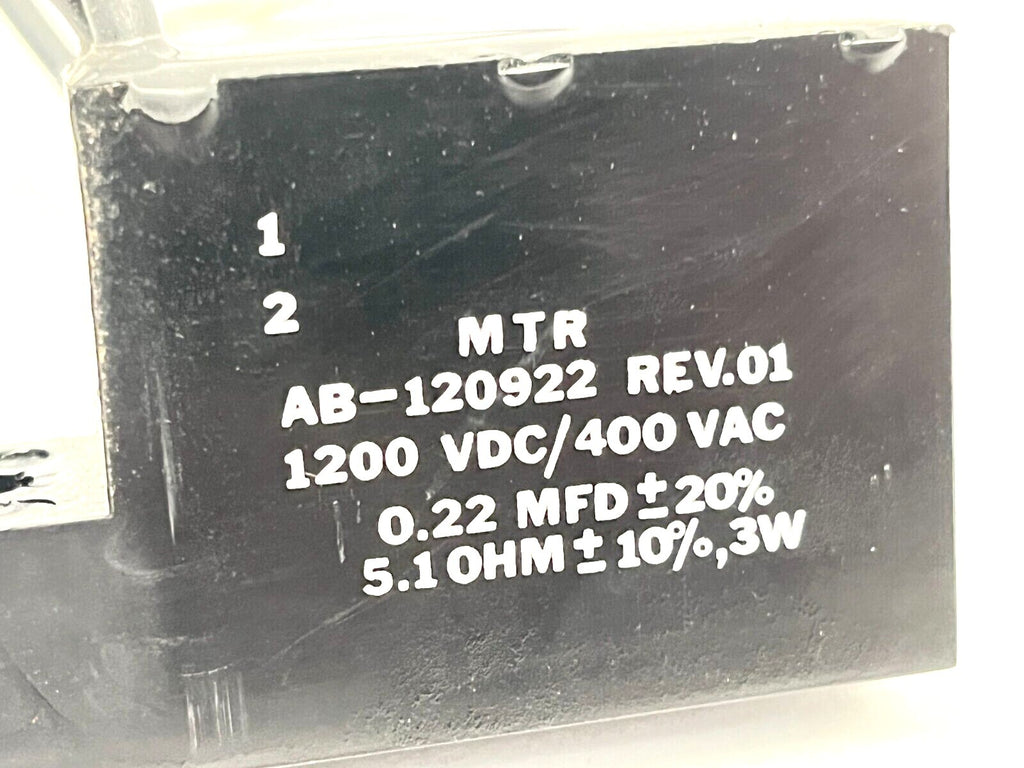 1
2
MTR
AB-120922 REV.01
1200 VDC/400 VAC
0.22 MFD ± 20%
5.1 OHM ± 10%, 3W